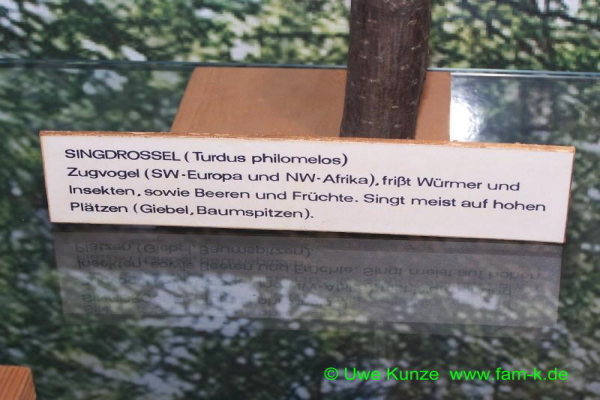 SINGDROSSEL (Turdus philomelos)
Zugvogel (SW-Europa und NW-Afrika), frißt Würmer und
Insekten, sowie Beeren und Früchte. Singt meist auf hohen
Plätzen (Giebel, Baumspitzen).
© Uwe Kunze www.fam-k.de